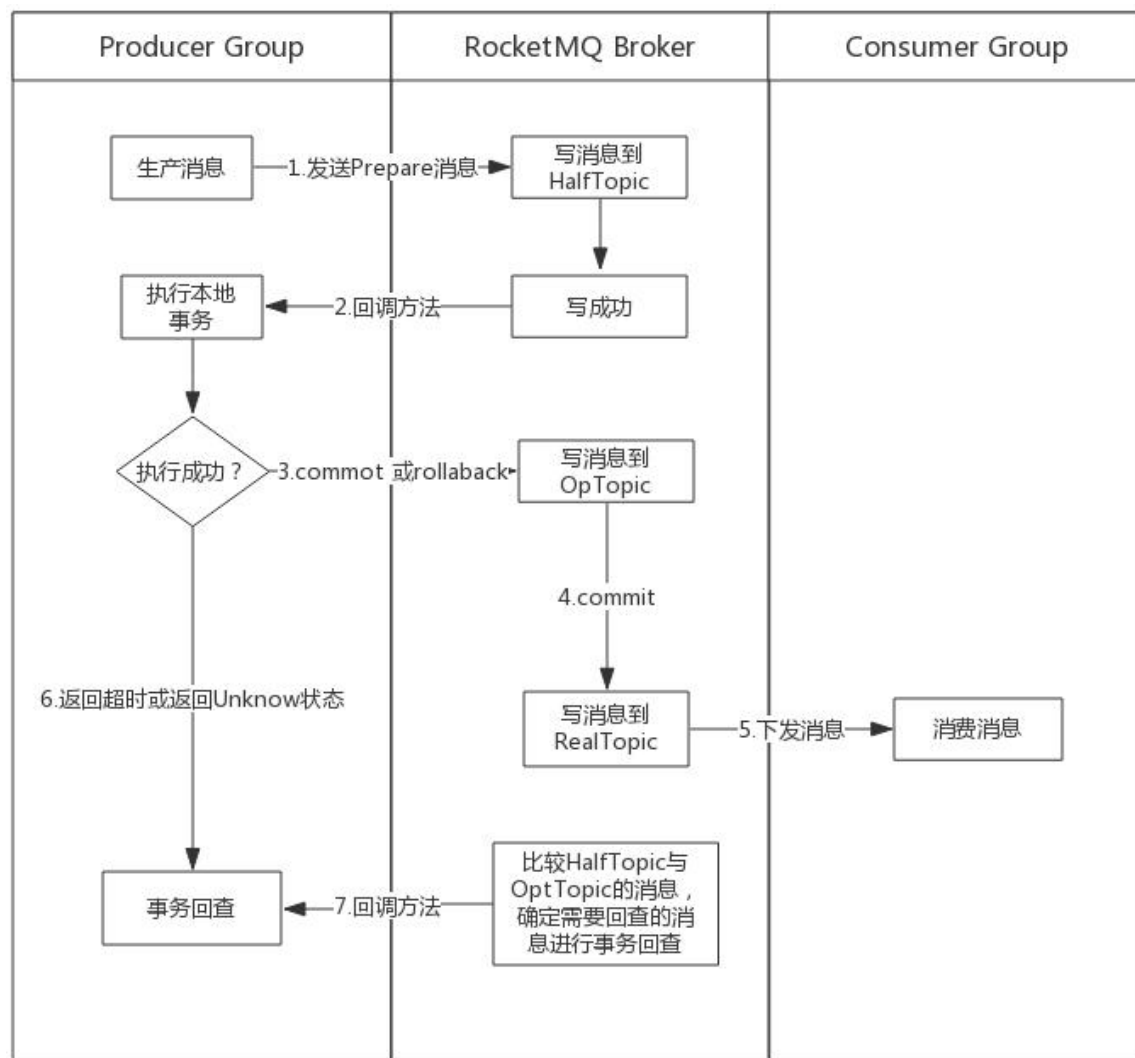 Producer Group
RocketMQ Broker
Consumer Group
生产消息
1.发送Prepare消息
写消息到
HalfTopic
执行本地
事务
2.回调方法
写成功
执行成功？
3.commot 或rollaback
写消息到
OpTopic
4.commit
6.返回超时或返回Unknow状态
写消息到
RealTopic
5.下发消息
消费消息
事务回查
7.回调方法
比较HalfTopic与
OptTopic的消息，
确定需要回查的消
息进行事务回查